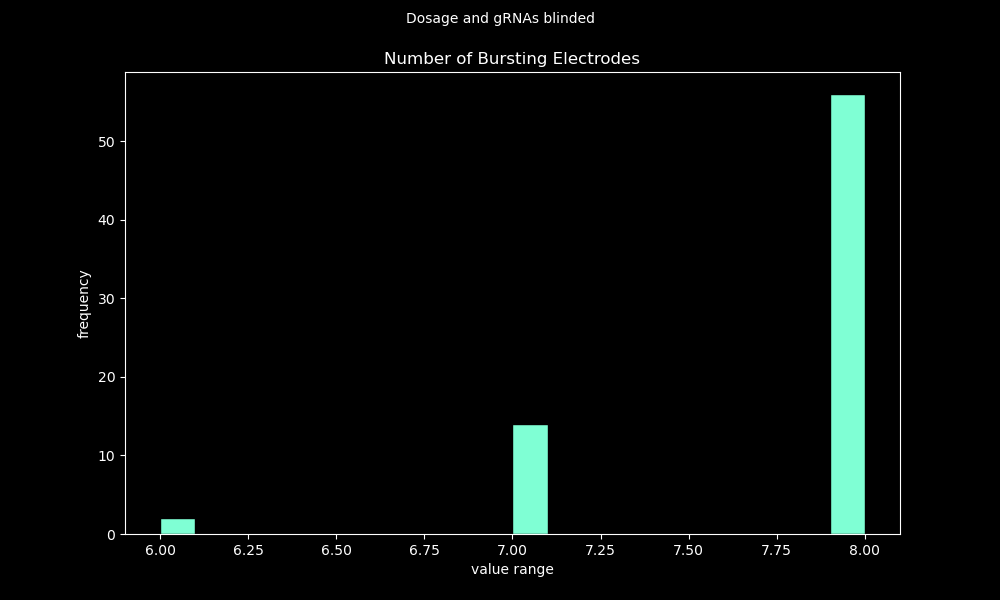 Dosage and gRNAs blinded
Number of Bursting Electrodes
50
40
30
20
10
0
frequency
6.00 6.25 6.50 6.75 7.00 7.25 7.50 7.75 8.00
value range